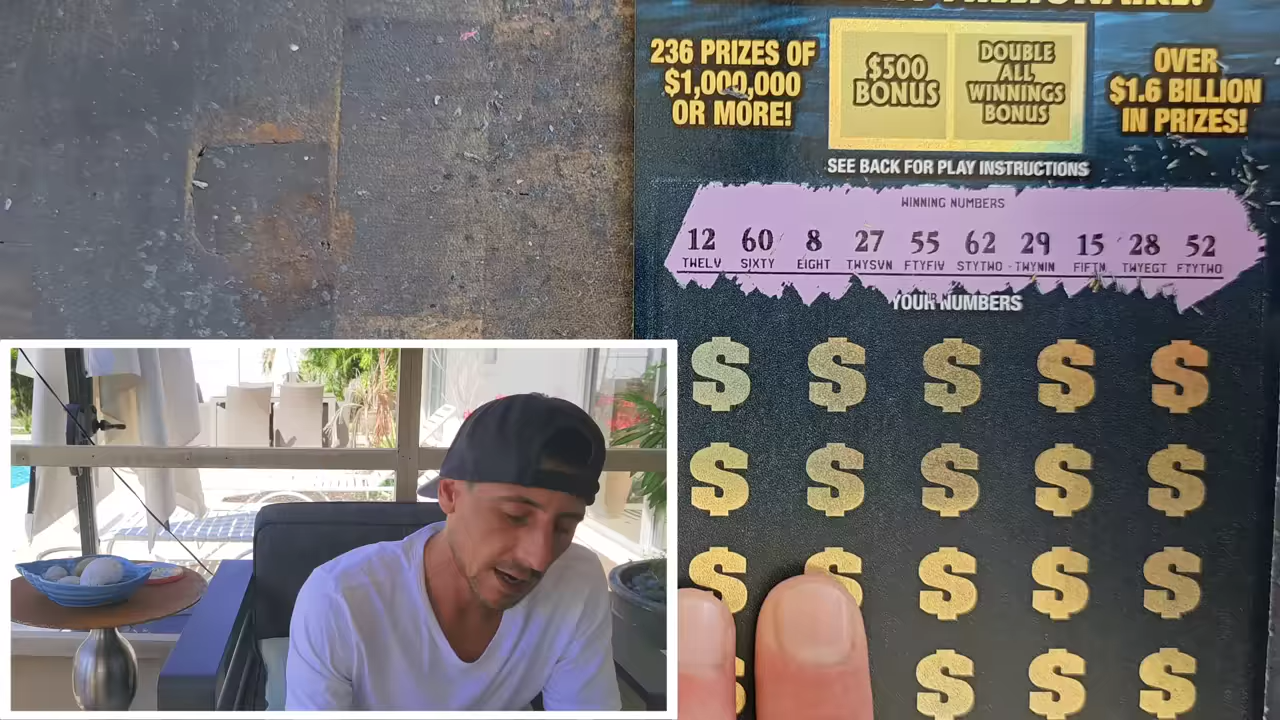 236 PRIZES OF
$1,000,000
OR MORE!
$500
BONUS
DOUBLE
ALL
WINNINGS
BONUS
OVER
$1.6 BILLION
IN PRIZES!
SEE BACK FOR PLAY INSTRUCTIONS
WINNING NUMBERS
12 60 8 27 55 62 29 15 28 52
TWELV SIXTY EIGHT TWYSVN FTYFIV STYTWO TWYNIN FIFTN TWYEGT FTYTWO
YOUR NUMBERS
$ $ $ $ $
$ $ $ $ $
$ $ $ $ $
$ $ $